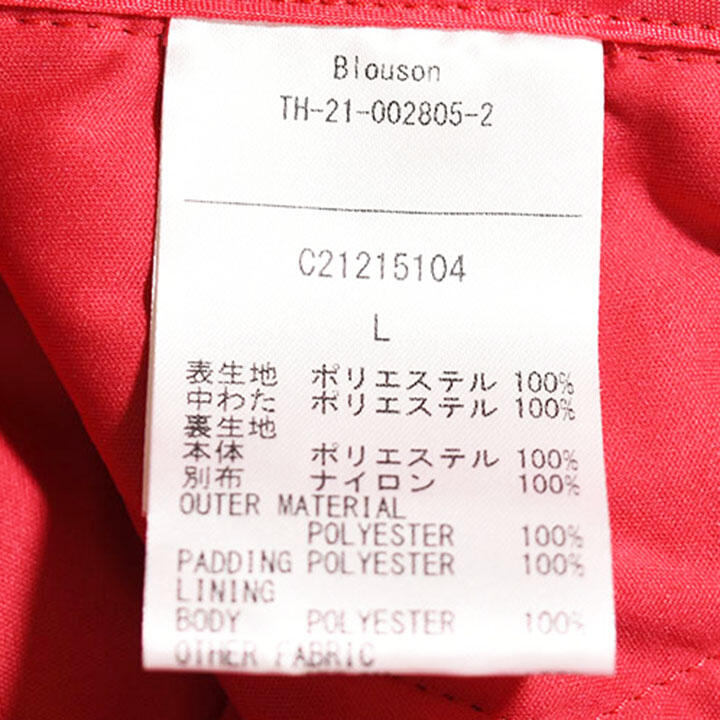 Blouson
TH-21-002805-2
C21215104
L
表生地 ポリエステル 100%
中わた ポリエステル 100%
裏生地
本体 ポリエステル 100%
別布 ナイロン 100%
OUTER MATERIAL
POLYESTER 100%
PADDING POLYESTER 100%
LINING
BODY POLYESTER 100%
OTHER FABRIC